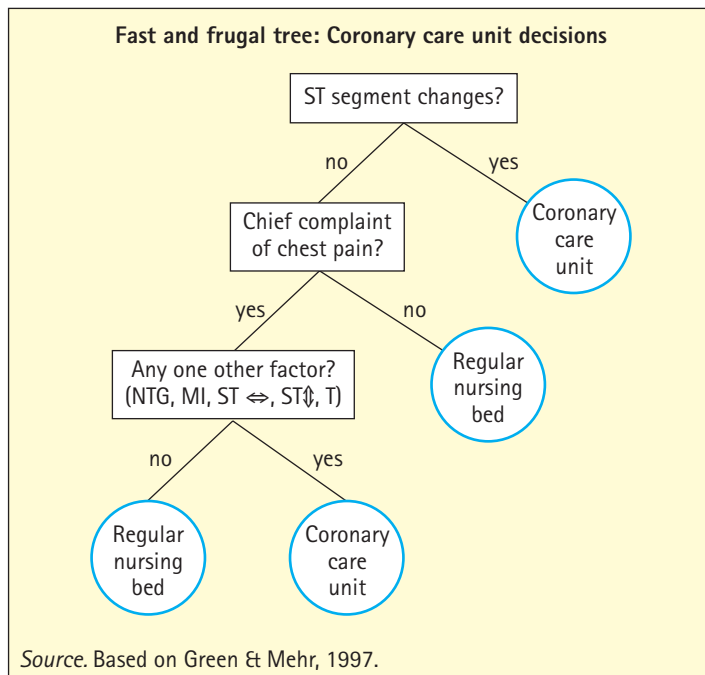 Fast and frugal tree: Coronary care unit decisions
ST segment changes?
no
yes
Coronary
care
unit
Chief complaint
of chest pain?
yes
no
Regular
nursing
bed
Any one other factor?
(NTG, MI, ST ⇔, ST⇕, T)
no
yes
Regular
nursing
bed
Coronary
care
unit
Source. Based on Green & Mehr, 1997.